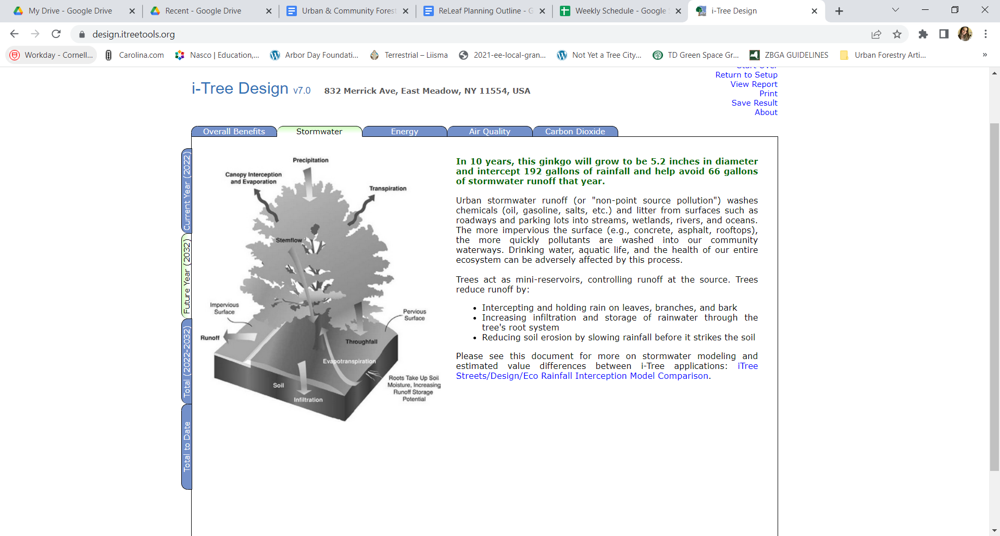 My Drive - Google Drive
Recent - Google Drive
Urban & Community Forest
ReLeaf Planning Outline - G
Weekly Schedule - Google
i-Tree Design
design.itreetools.org
Workday - Cornell...
Carolina.com
Nasco | Education,...
Arbor Day Foundati...
Terrestrial – Liisma
2021-ee-local-gran...
Not Yet a Tree City...
TD Green Space Gr...
ZBGA GUIDELINES
Urban Forestry Arti...
»
Start Over
Return to Setup
View Report
Print
Save Result
About
i-Tree Design v7.0 832 Merrick Ave, East Meadow, NY 11554, USA
Overall Benefits
Stormwater
Energy
Air Quality
Carbon Dioxide
Current Year (2022)
Future Year (2032)
Total (2022-2032)
Total to Date
Precipitation
Canopy Interception
and Evaporation
Transpiration
Stemflow
Impervious
Surface
Pervious
Surface
Runoff
Throughfall
Evapotranspiration
Soil
Infiltration
Roots Take Up Soil
Moisture, Increasing
Runoff Storage
Potential
In 10 years, this ginkgo will grow to be 5.2 inches in diameter
and intercept 192 gallons of rainfall and help avoid 66 gallons
of stormwater runoff that year.
Urban stormwater runoff (or "non-point source pollution") washes
chemicals (oil, gasoline, salts, etc.) and litter from surfaces such as
roadways and parking lots into streams, wetlands, rivers, and oceans.
The more impervious the surface (e.g., concrete, asphalt, rooftops),
the more quickly pollutants are washed into our community
waterways. Drinking water, aquatic life, and the health of our entire
ecosystem can be adversely affected by this process.
Trees act as mini-reservoirs, controlling runoff at the source. Trees
reduce runoff by:
• Intercepting and holding rain on leaves, branches, and bark
• Increasing infiltration and storage of rainwater through the
tree's root system
• Reducing soil erosion by slowing rainfall before it strikes the soil
Please see this document for more on stormwater modeling and
estimated value differences between i-Tree applications: iTree
Streets/Design/Eco Rainfall Interception Model Comparison.